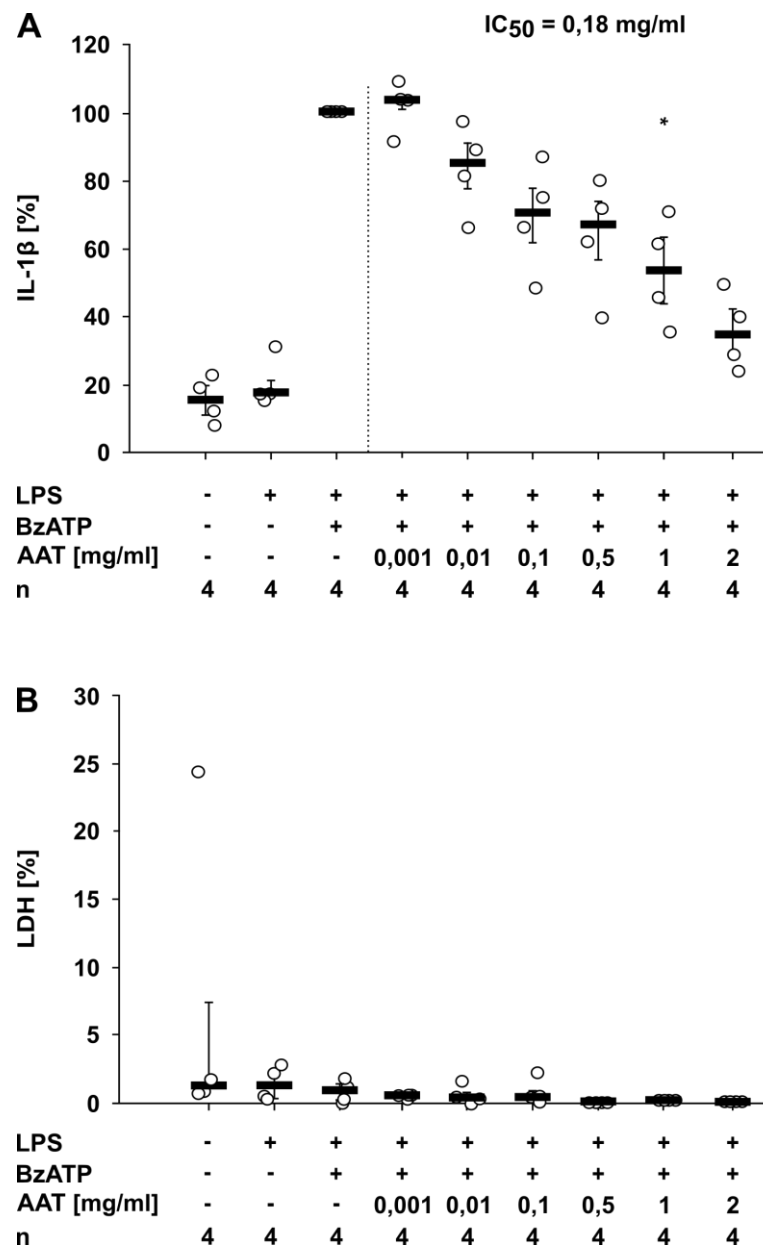 A
IC50 = 0,18 mg/ml
120
100
80
60
40
20
0
IL-1β [%]
*
LPS - + + + + + + + +
BzATP - - + + + + + + +
AAT [mg/ml] - - - 0,001 0,01 0,1 0,5 1 2
n 4 4 4 4 4 4 4 4 4
B
30
25
20
15
10
5
0
LDH [%]
LPS - + + + + + + + +
BzATP - - + + + + + + +
AAT [mg/ml] - - - 0,001 0,01 0,1 0,5 1 2
n 4 4 4 4 4 4 4 4 4